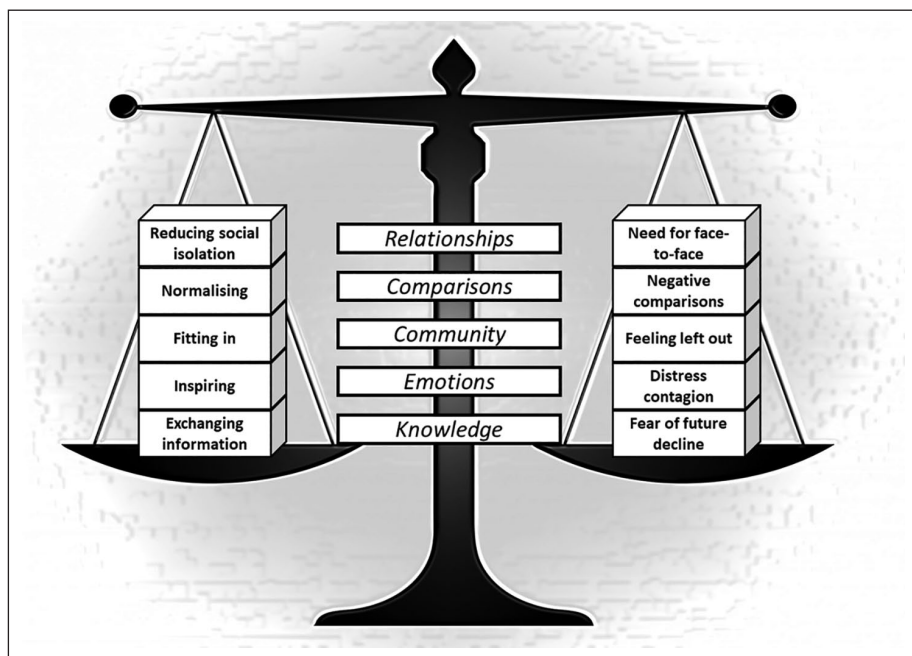 Reducing social
isolation
Normalising
Fitting in
Inspiring
Exchanging
information
Relationships
Comparisons
Community
Emotions
Knowledge
Need for face-
to-face
Negative
comparisons
Feeling left out
Distress
contagion
Fear of future
decline